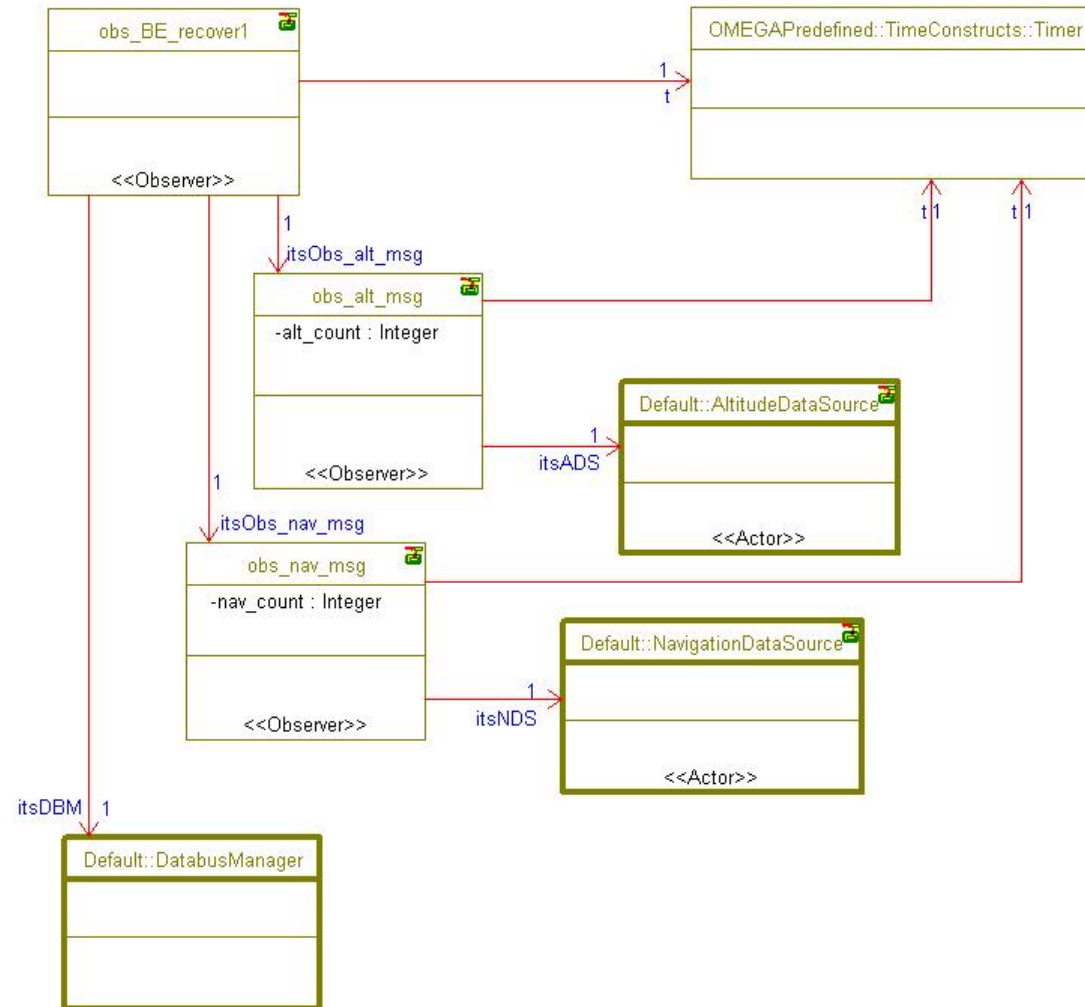 obs_BE_recover1
OMEGAPredefined::TimeConstructs::Timer
1
t
<<Observer>>
1
itsObs_alt_msg
t 1
t 1
obs_alt_msg
-alt_count : Integer
Default::AltitudeDataSource
1
itsADS
<<Observer>>
1
itsObs_nav_msg
<<Actor>>
obs_nav_msg
-nav_count : Integer
Default::NavigationDataSource
1
itsNDS
<<Observer>>
<<Actor>>
itsDBM 1
Default::DatabusManager